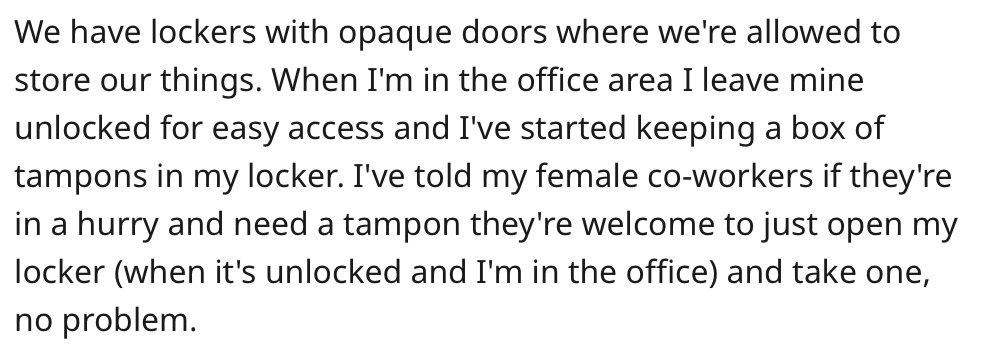 We have lockers with opaque doors where we're allowed to
store our things. When I'm in the office area I leave mine
unlocked for easy access and I've started keeping a box of
tampons in my locker. I've told my female co-workers if they're
in a hurry and need a tampon they're welcome to just open my
locker (when it's unlocked and I'm in the office) and take one,
no problem.